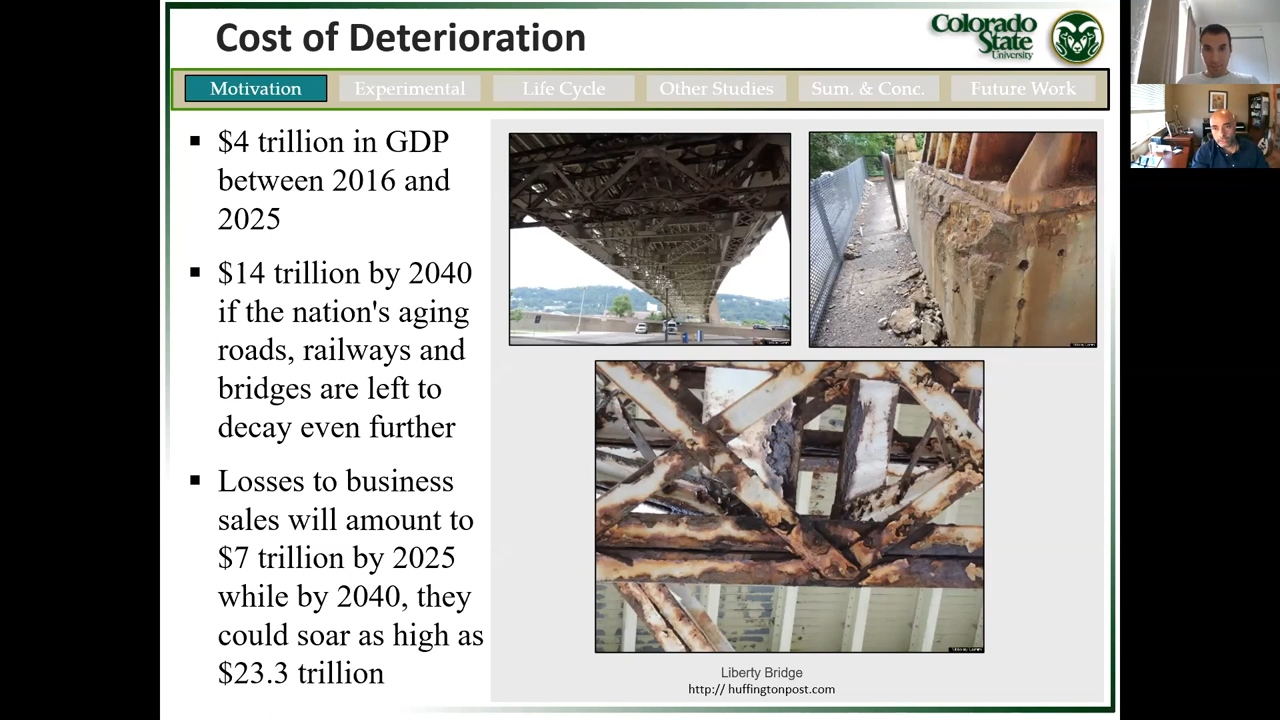 Cost of Deterioration
Colorado
State
University
Motivation
Experimental
Life Cycle
Other Studies
Sum. & Conc.
Future Work
▪ $4 trillion in GDP
between 2016 and
2025
▪ $14 trillion by 2040
if the nation's aging
roads, railways and
bridges are left to
decay even further
▪ Losses to business
sales will amount to
$7 trillion by 2025
while by 2040, they
could soar as high as
$23.3 trillion
Liberty Bridge
http:// huffingtonpost.com